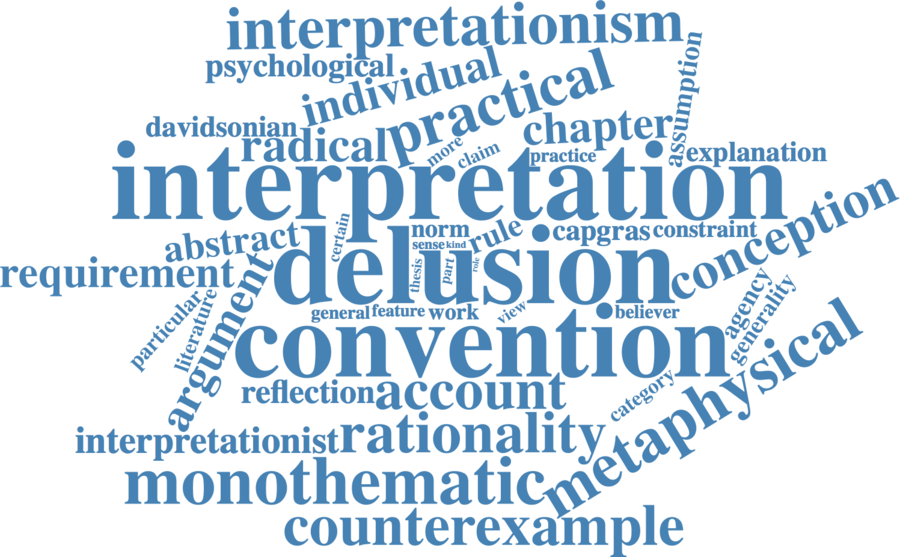 interpretationism
psychological
individual
practical
assumption
davidsonian
radical
more
claim
chapter
practice
explanation
interpretation
certain
norm
sense
kind
rule
role
capgras
constraint
conception
abstract
requirement
delusion
thesis
part
argument
particular
literature
general
feature
work
view
believer
agency
generality
convention
metaphysical
reflection
account
category
interpretationist
rationality
monothematic
counterexample